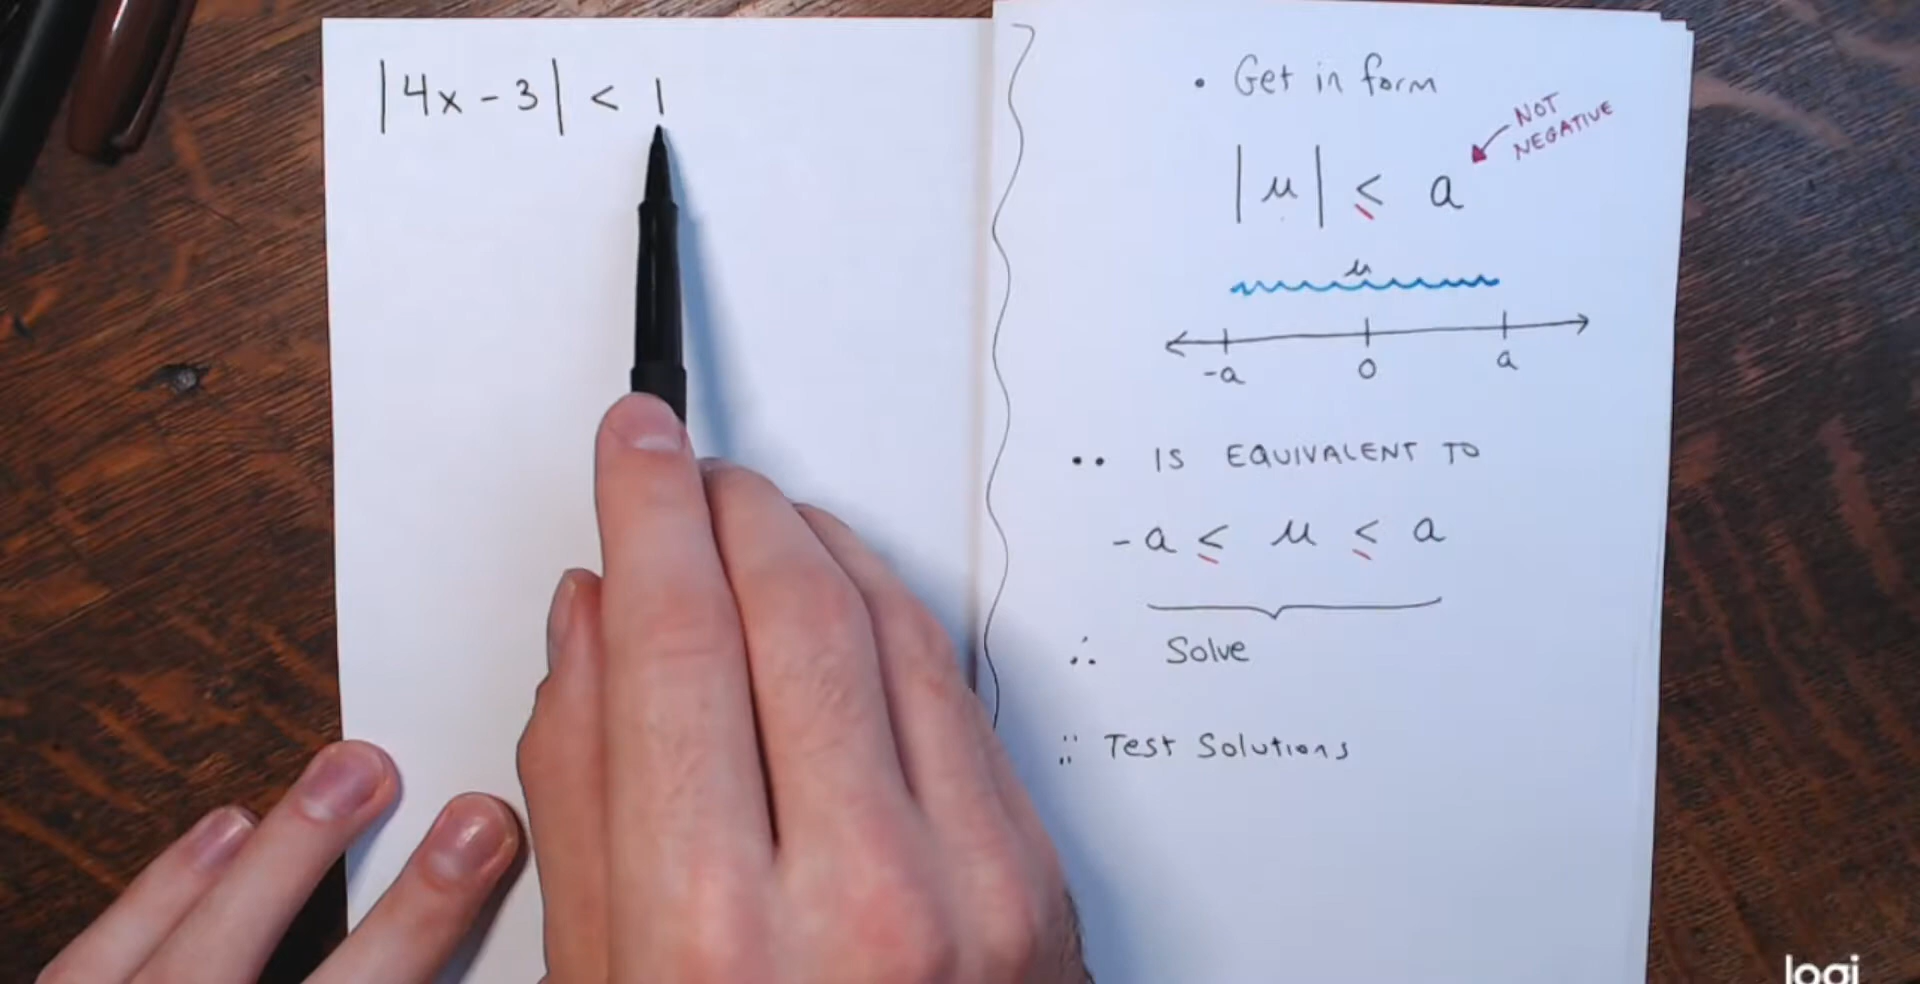 |4x - 3| < 1
• Get in form
NOT
NEGATIVE
|u| ≤ a
u
-a 0 a
•• IS EQUIVALENT TO
-a ≤ u ≤ a
∴ Solve
:: Test Solutions
logi